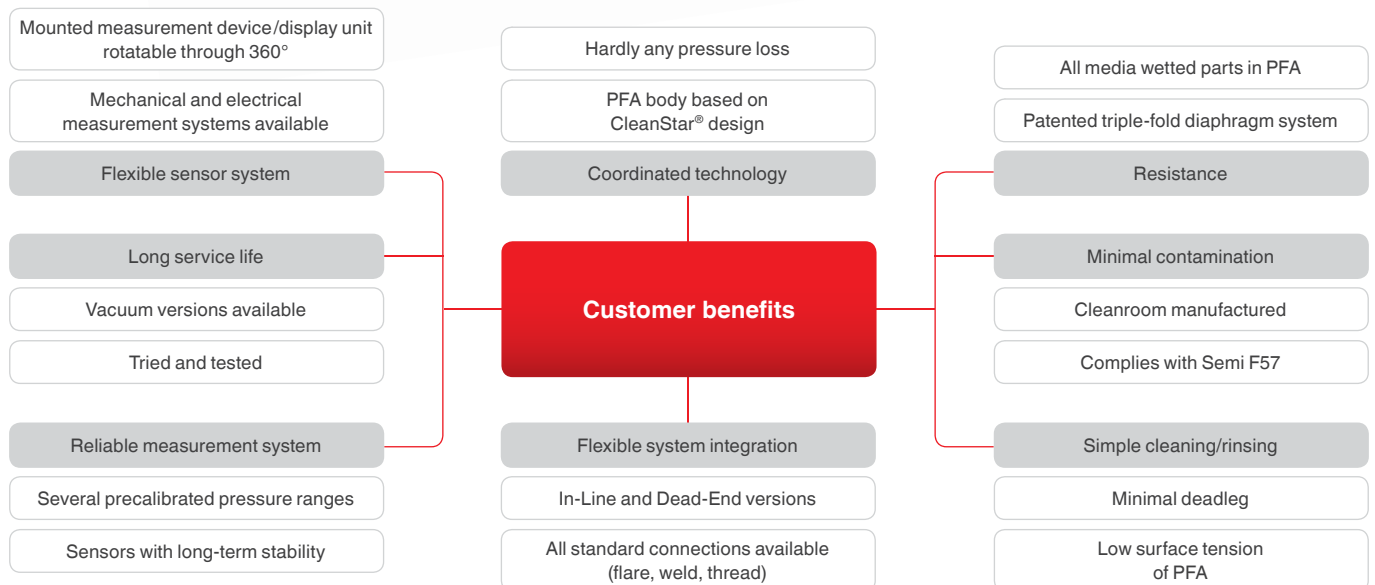 Mounted measurement device/display unit
rotatable through 360°
Mechanical and electrical
measurement systems available
Flexible sensor system
Long service life
Vacuum versions available
Tried and tested
Reliable measurement system
Several precalibrated pressure ranges
Sensors with long-term stability
Hardly any pressure loss
PFA body based on
CleanStar® design
Coordinated technology
Customer benefits
Flexible system integration
In-Line and Dead-End versions
All standard connections available
(flare, weld, thread)
All media wetted parts in PFA
Patented triple-fold diaphragm system
Resistance
Minimal contamination
Cleanroom manufactured
Complies with Semi F57
Simple cleaning/rinsing
Minimal deadleg
Low surface tension
of PFA